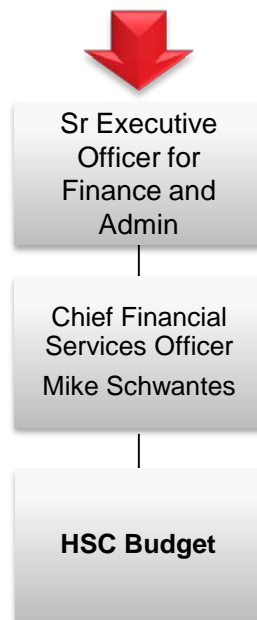 Sr Executive
Officer for
Finance and
Admin
Chief Financial
Services Officer
Mike Schwantes
HSC Budget